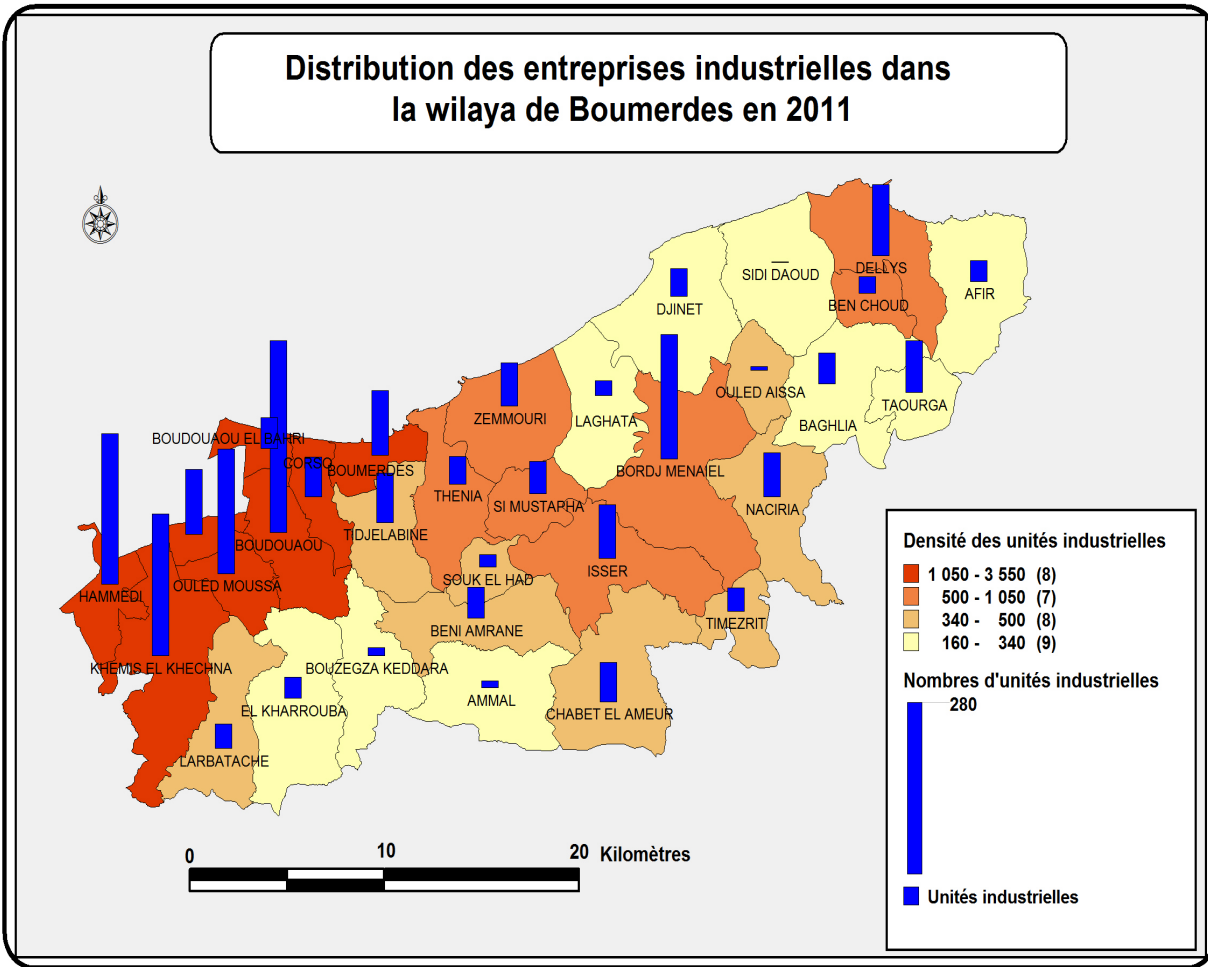 Distribution des entreprises industrielles dans
la wilaya de Boumerdes en 2011
DELLYS
SIDI DAOUD
AFIR
BEN CHOUD
DJINET
OULED AISSA
TAOURGA
LAGHATA
ZEMMOURI
BAGHLIA
BOUDOUAOU EL BAHRI
CORSO
BOUMERDES
BORDJ MENAIEL
THENIA
SI MUSTAPHA
NACIRIA
TIDJELABINE
BOUDOUAOU
ISSER
SOUK EL HAD
OULED MOUSSA
HAMMEDI
TIMEZRIT
BENI AMRANE
KHEMIS EL KHECHNA
BOUZEGZA KEDDARA
AMMAL
EL KHARROUBA
CHABET EL AMEUR
LARBATACHE
0 10 20 Kilomètres
Densité des unités industrielles
1 050 - 3 550 (8)
500 - 1 050 (7)
340 - 500 (8)
160 - 340 (9)
Nombres d'unités industrielles
280
Unités industrielles